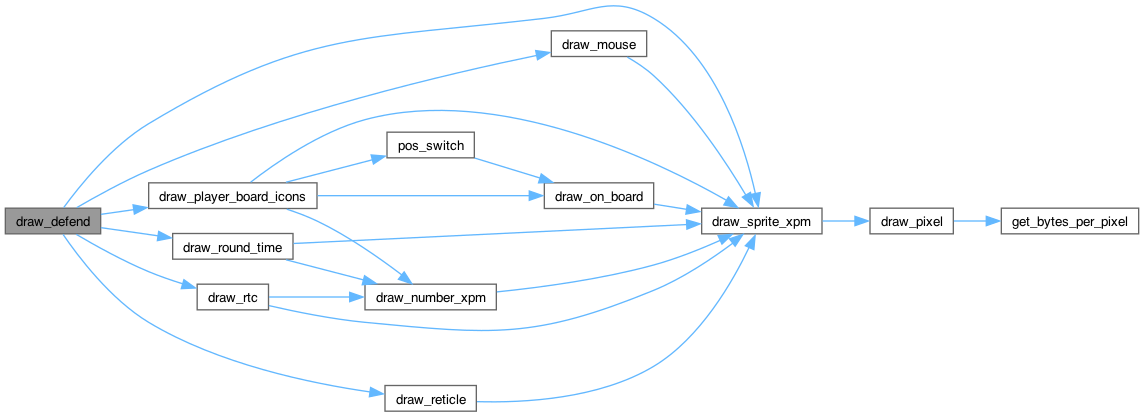 draw_mouse
pos_switch
draw_player_board_icons
draw_on_board
draw_defend
draw_sprite_xpm
draw_pixel
get_bytes_per_pixel
draw_round_time
draw_rtc
draw_number_xpm
draw_reticle